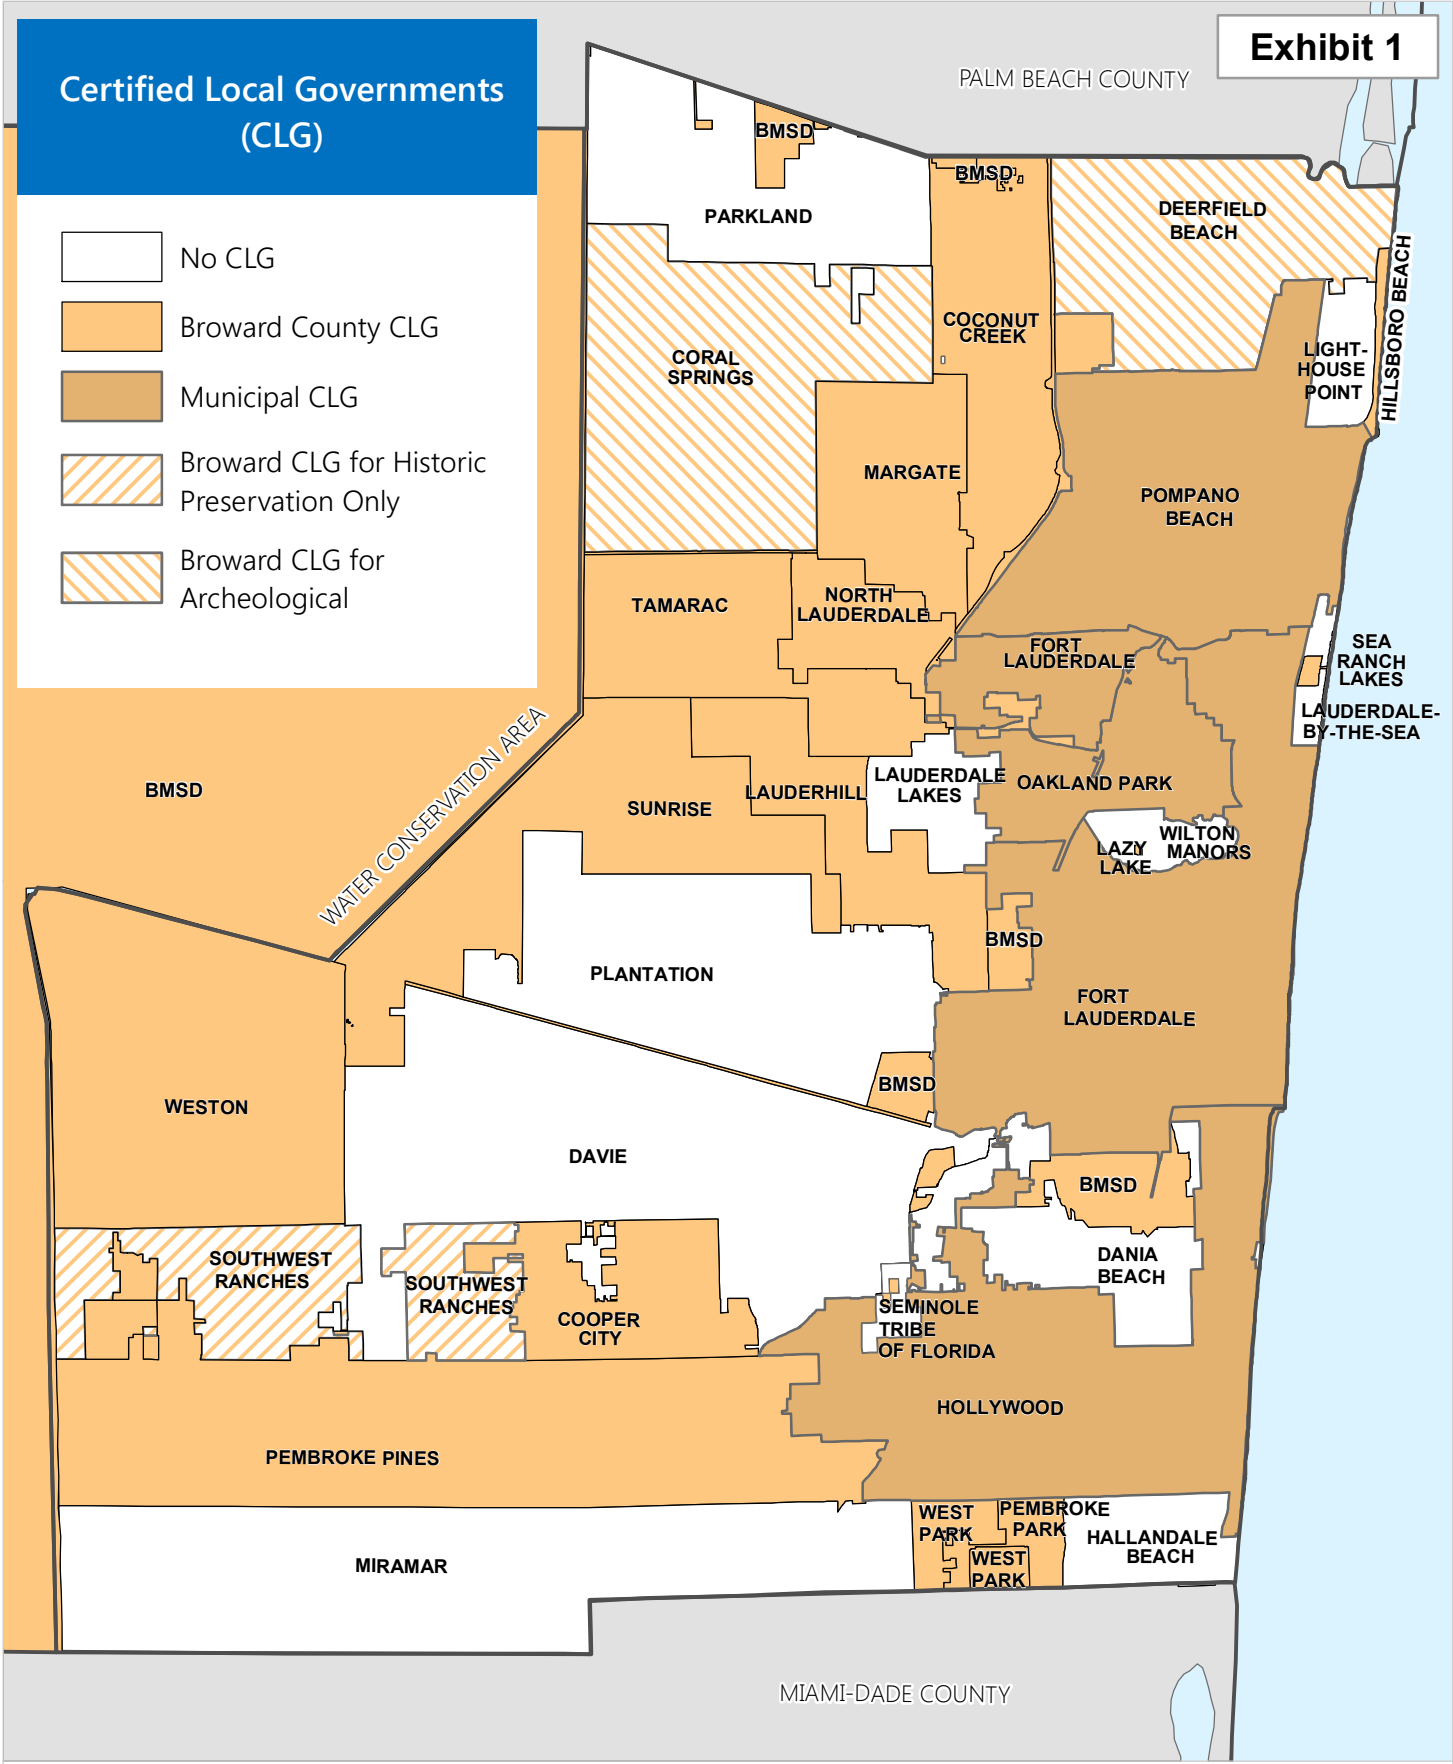 Exhibit 1
Certified Local Governments
(CLG)
No CLG
Broward County CLG
Municipal CLG
Broward CLG for Historic
Preservation Only
Broward CLG for
Archeological
PALM BEACH COUNTY
BMSD
PARKLAND
BMSD
DEERFIELD
BEACH
HILLSBORO BEACH
COCONUT
CREEK
LIGHT-
HOUSE
POINT
CORAL
SPRINGS
MARGATE
POMPANO
BEACH
TAMARAC
NORTH
LAUDERDALE
FORT
LAUDERDALE
SEA
RANCH
LAKES
LAUDERDALE-
BY-THE-SEA
WATER CONSERVATION AREA
BMSD
SUNRISE
LAUDERHILL
LAUDERDALE
LAKES
OAKLAND PARK
WILTON
MANORS
LAZY
LAKE
BMSD
PLANTATION
FORT
LAUDERDALE
BMSD
WESTON
DAVIE
BMSD
SOUTHWEST
RANCHES
SOUTHWEST
RANCHES
COOPER
CITY
DANIA
BEACH
SEMINOLE
TRIBE
OF FLORIDA
HOLLYWOOD
PEMBROKE PINES
WEST
PARK
PEMBROKE
PARK
HALLANDALE
BEACH
WEST
PARK
MIRAMAR
MIAMI-DADE COUNTY